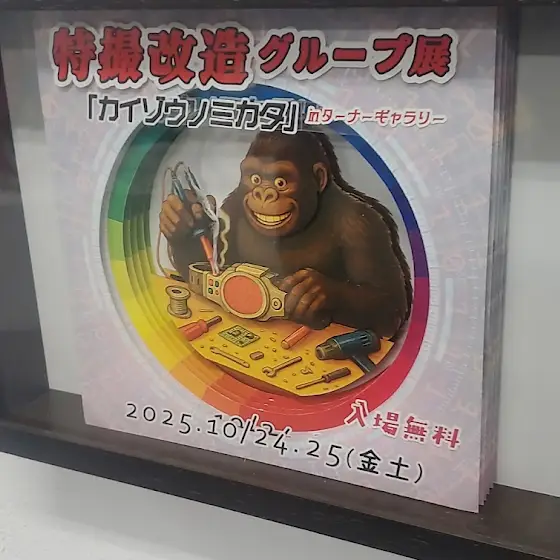 特撮改造グループ展
「カイゾウノミカタ」inターナーギャラリー
入場無料
2025.10/24.25(金土)